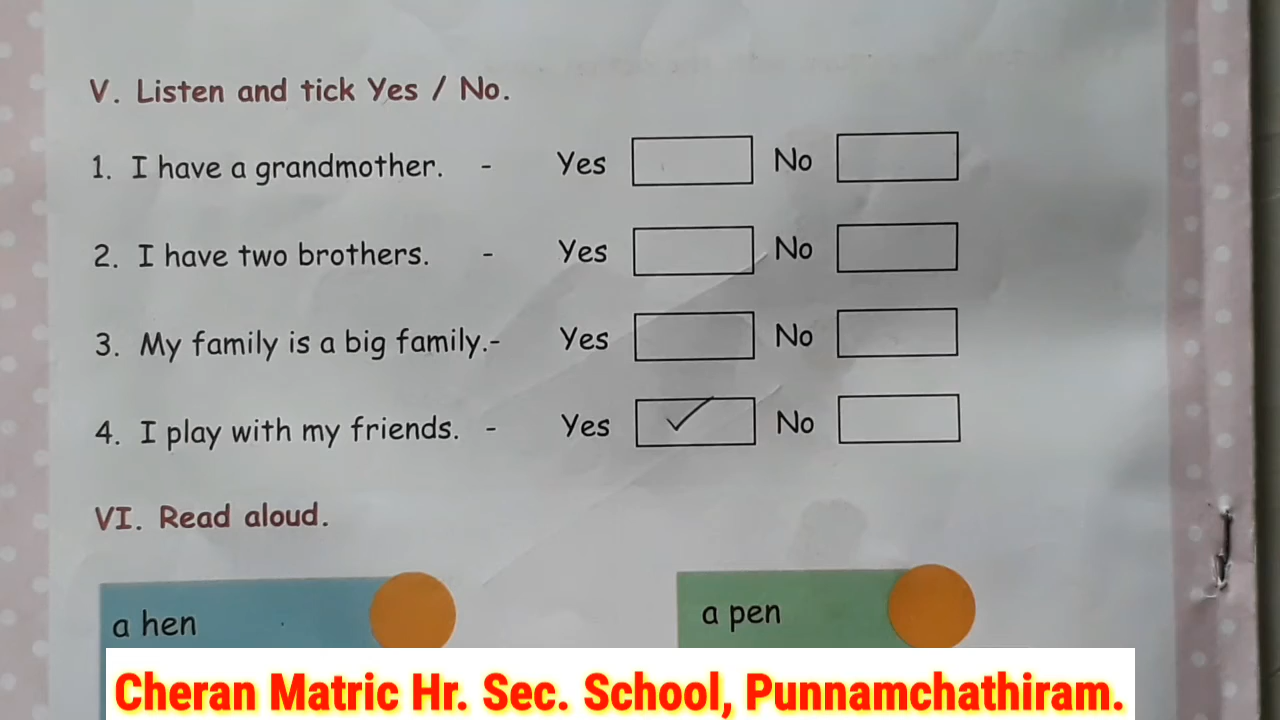 V. Listen and tick Yes / No.
1. I have a grandmother. - Yes No
2. I have two brothers. - Yes No
3. My family is a big family.- Yes No
4. I play with my friends. - Yes ✓ No
VI. Read aloud.
a hen a pen
Cheran Matric Hr. Sec. School, Punnamchathiram.